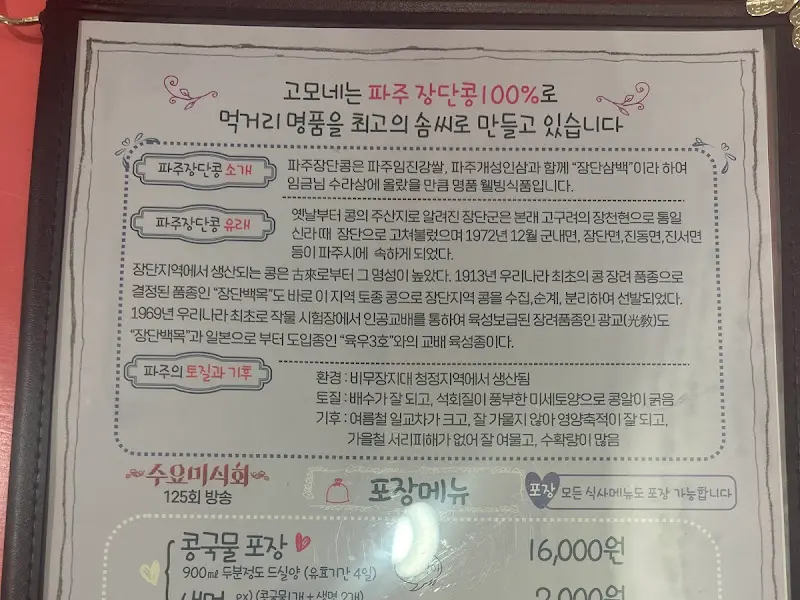 고모네는 파주 장단콩100%로
먹거리 명품을 최고의 솜씨로 만들고 있습니다
파주장단콩 소개
파주장단콩은 파주임진강쌀, 파주개성인삼과 함께 "장단삼백"이라 하여
임금님 수라상에 올랐을 만큼 명품 웰빙식품입니다.
파주장단콩 유래
옛날부터 콩의 주산지로 알려진 장단군은 본래 고구려의 장천현으로 통일
신라 때 장단으로 고쳐불렀으며 1972년 12월 군내면, 장단면,진동면,진서면
등이 파주시에 속하게 되었다.
장단지역에서 생산되는 콩은 古來로부터 그 명성이 높았다. 1913년 우리나라 최초의 콩 장려 품종으로
결정된 품종인 "장단백목"도 바로 이 지역 토종 콩으로 장단지역 콩을 수집,순계, 분리하여 선발되었다.
1969년 우리나라 최초로 작물 시험장에서 인공교배를 통하여 육성보급된 장려품종인 광교(光敎)도
"장단백목"과 일본으로 부터 도입종인 "육우3호"와의 교배 육성종이다.
파주의 토질과 기후
환경 : 비무장지대 청정지역에서 생산됨
토질 : 배수가 잘 되고, 석회질이 풍부한 미세토양으로 콩알이 굵음
기후 : 여름철 일교차가 크고, 잘 가물지 않아 영양축적이 잘 되고,
가을철 서리피해가 없어 잘 여물고, 수확량이 많음
수요미식회
125회 방송
포장메뉴
포장 모든 식사메뉴도 포장 가능합니다
콩국물 포장 16,000원
900㎖ 두분정도 드실양 (유효기간 4일)